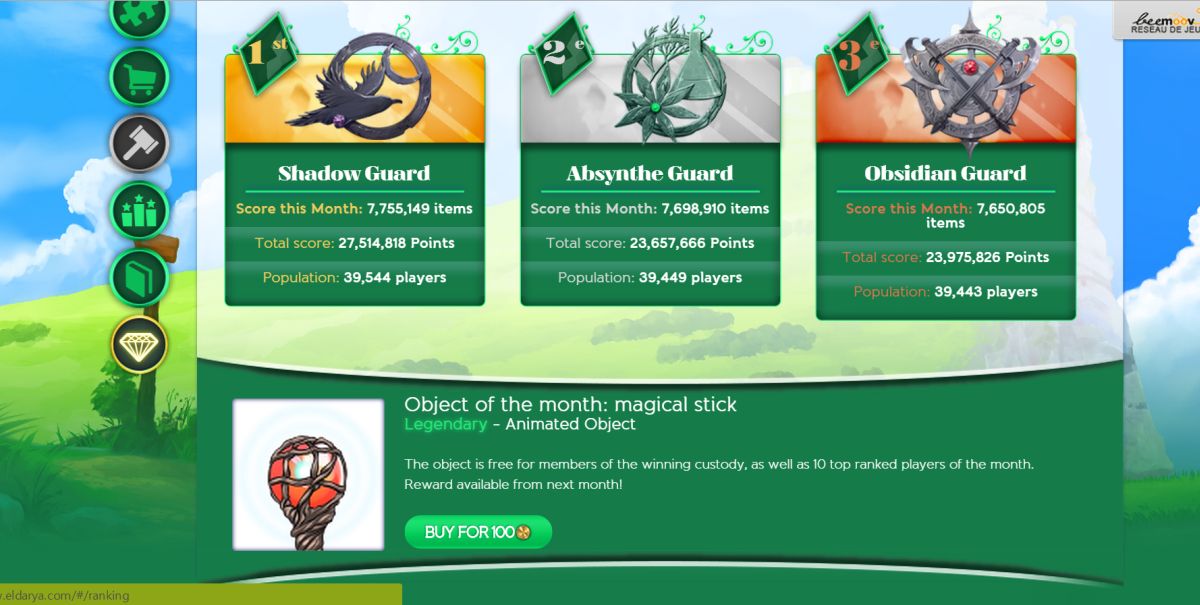 beemoov
RESEAU DE JEU
1st
2e
3e
Shadow Guard
Score this Month: 7,755,149 items
Total score: 27,514,818 Points
Population: 39,544 players
Absynthe Guard
Score this Month: 7,698,910 items
Total score: 23,657,666 Points
Population: 39,449 players
Obsidian Guard
Score this Month: 7,650,805
items
Total score: 23,975,826 Points
Population: 39,443 players
Object of the month: magical stick
Legendary - Animated Object
The object is free for members of the winning custody, as well as 10 top ranked players of the month.
Reward available from next month!
BUY FOR 100
.eldarya.com/#/ranking